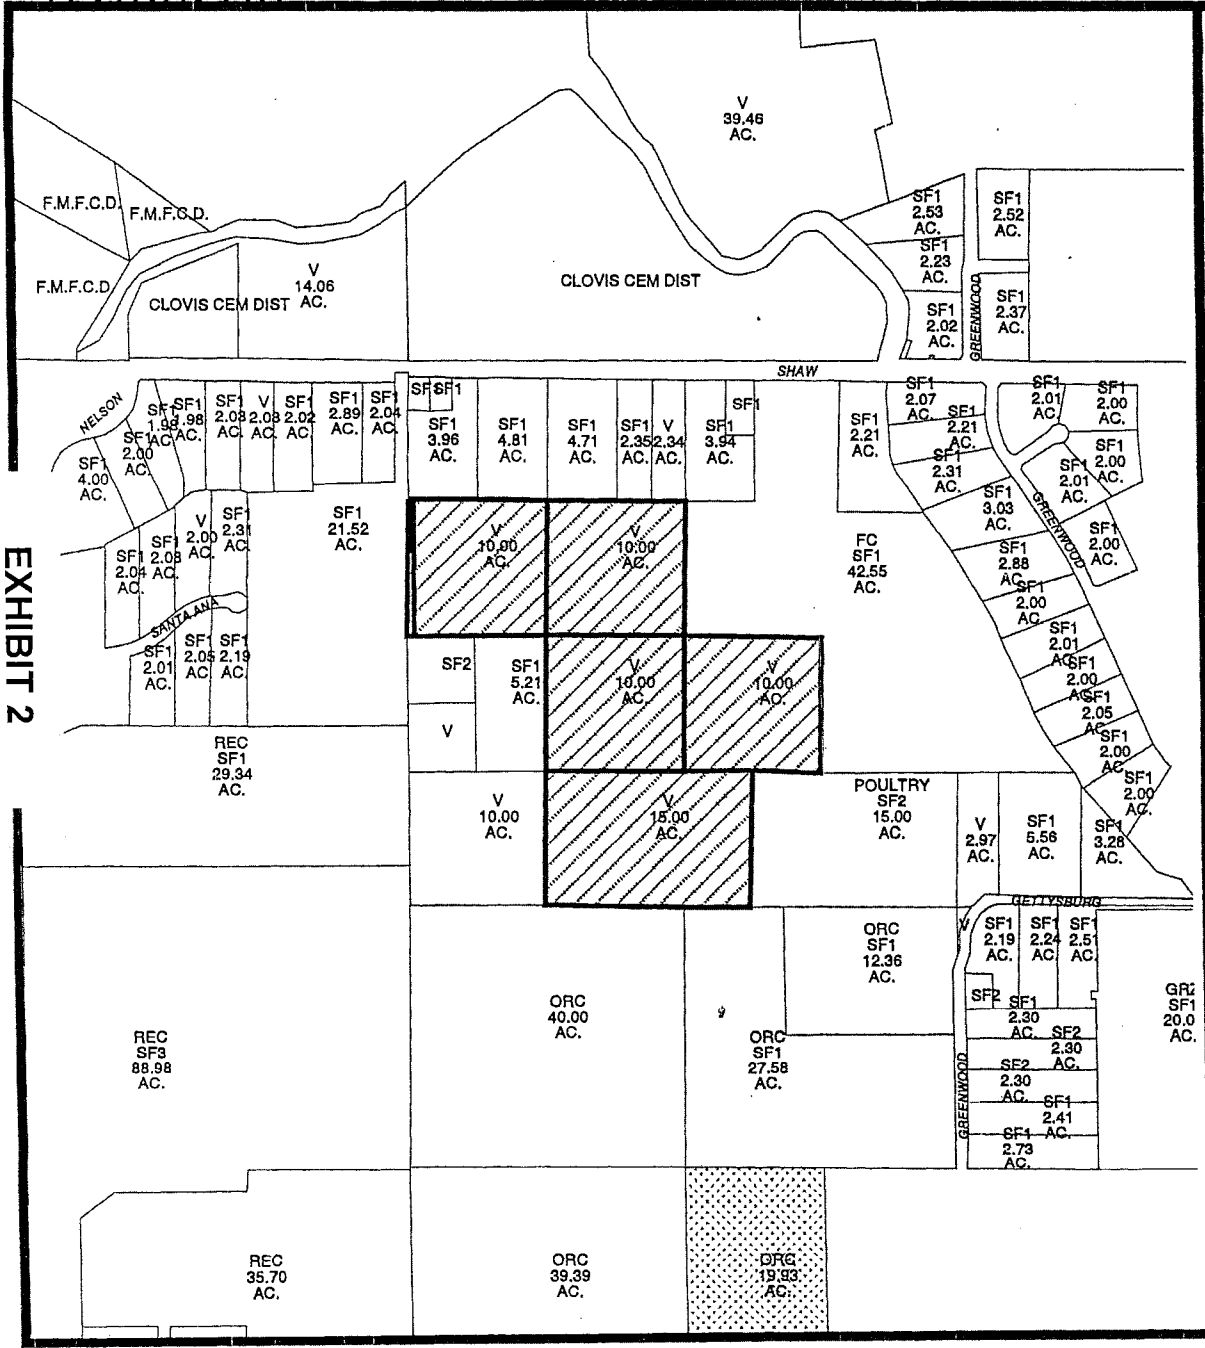 V
39.46
AC.
F.M.F.C.D.
F.M.F.C.D.
F.M.F.C.D.
CLOVIS CEM DIST
V
14.06
AC.
CLOVIS CEM DIST
SF1
2.53
AC.
SF1
2.52
AC.
SF1
2.23
AC.
SF1
2.02
AC.
GREENWOOD
SF1
2.37
AC.
SHAW
NELSON
SF1
4.00
AC.
SF1
2.00
AC.
SF1
1.98
AC.
SF1
1.98
AC.
SF1
2.03
AC.
V
2.03
AC.
SF1
2.02
AC.
SF1
2.89
AC.
SF1
2.04
AC.
SF1
SF1
3.96
AC.
SF1
4.81
AC.
SF1
4.71
AC.
SF1
2.35
AC.
V
2.34
AC.
SF1
3.94
AC.
SF1
SF1
2.21
AC.
SF1
2.07
AC.
SF1
2.21
AC.
SF1
2.31
AC.
SF1
3.03
AC.
SF1
2.01
AC.
SF1
2.00
AC.
SF1
2.00
AC.
SF1
2.01
AC.
SF1
2.00
AC.
GREENWOOD
SF1
2.04
AC.
SF1
2.03
AC.
V
2.00
AC.
SF1
2.31
AC.
SF1
21.52
AC.
V
10.00
AC.
V
10.00
AC.
FC
SF1
42.55
AC.
SF1
2.88
AC.
SF1
2.00
AC.
SF1
2.01
AC.
SF1
2.00
AC.
SF1
2.05
AC.
SF1
2.00
AC.
SF1
2.00
AC.
EXHIBIT 2
SANTA ANA
SF1
2.01
AC.
SF1
2.05
AC.
SF1
2.19
AC.
SF2
V
SF1
5.21
AC.
V
10.00
AC.
V
10.00
AC.
REC
SF1
29.34
AC.
V
10.00
AC.
V
15.00
AC.
POULTRY
SF2
15.00
AC.
V
2.97
AC.
SF1
5.56
AC.
SF1
3.28
AC.
GETTYSBURG
V
SF1
2.19
AC.
SF1
2.24
AC.
SF1
2.51
AC.
ORC
SF1
12.36
AC.
SF2
SF1
2.30
AC.
SF2
2.30
AC.
SF2
2.30
AC.
SF1
2.41
AC.
SF1
2.73
AC.
GREENWOOD
SF1
20.0
AC.
REC
SF3
88.98
AC.
ORC
40.00
AC.
ORC
SF1
27.58
AC.
REC
35.70
AC.
ORC
39.39
AC.
ORC
19.93
AC.